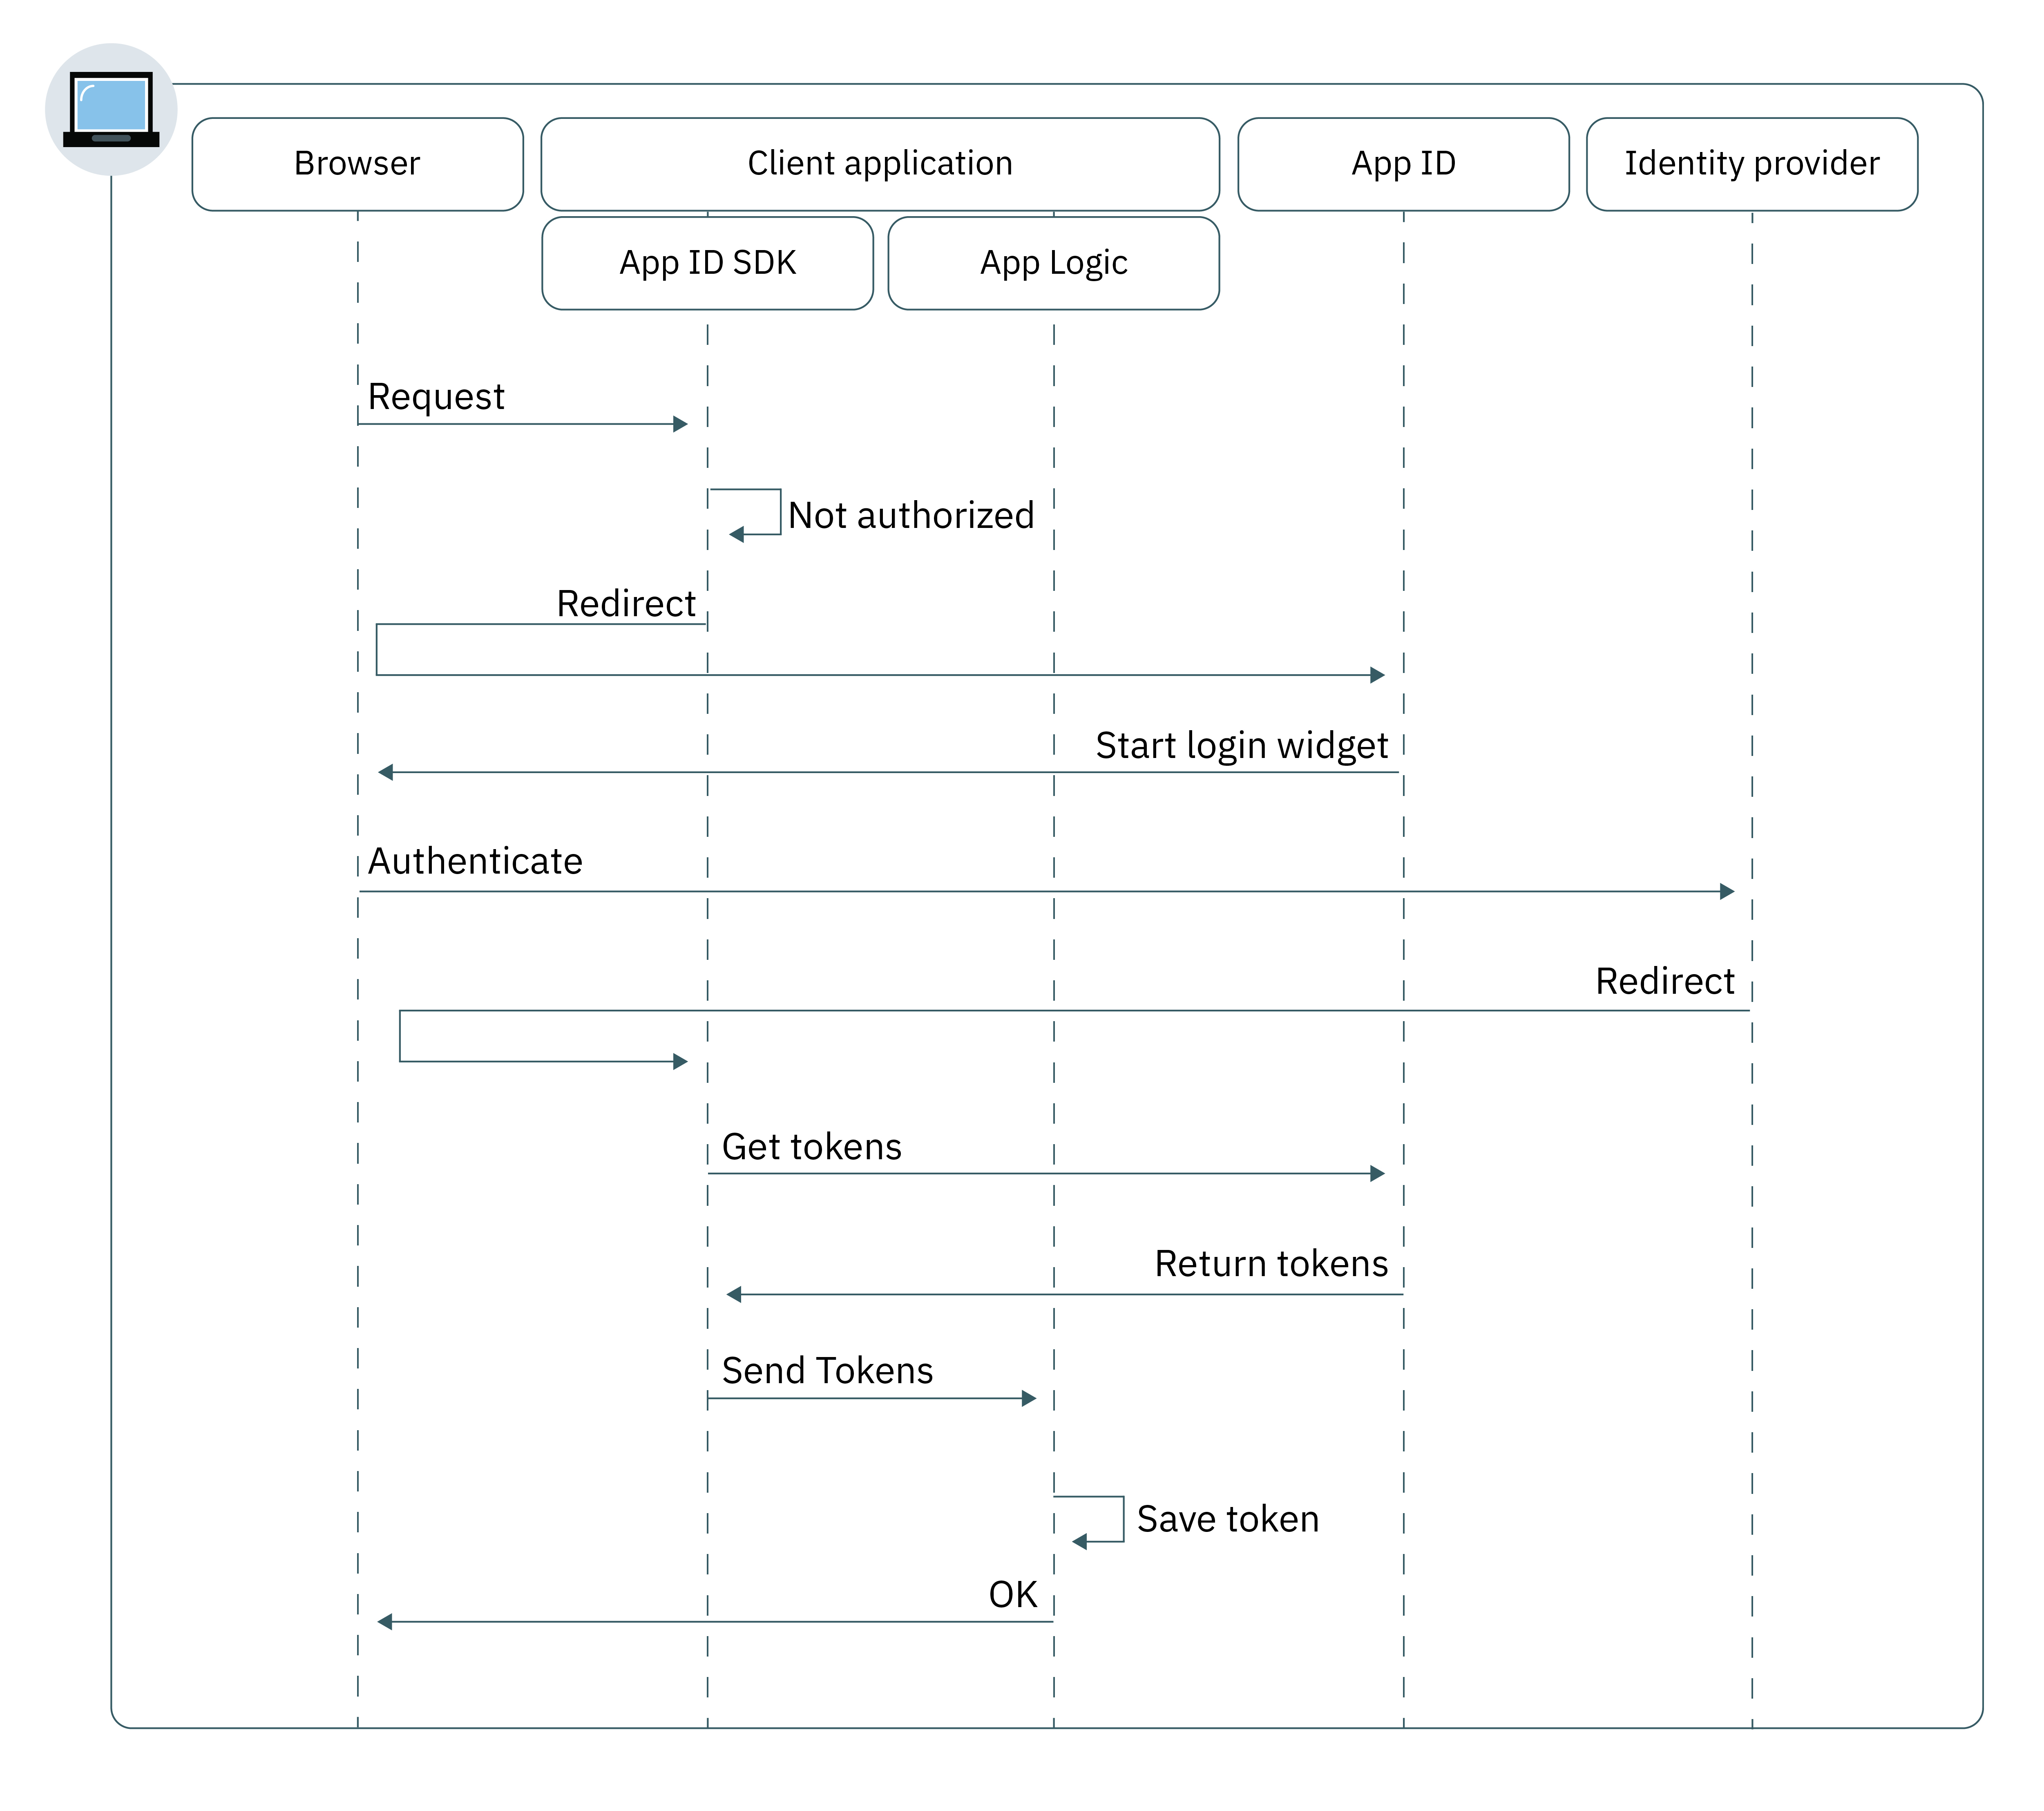 Browser
Client application
App ID
Identity provider
App ID SDK
App Logic
Request
Not authorized
Redirect
Start login widget
Authenticate
Redirect
Get tokens
Return tokens
Send Tokens
Save token
OK